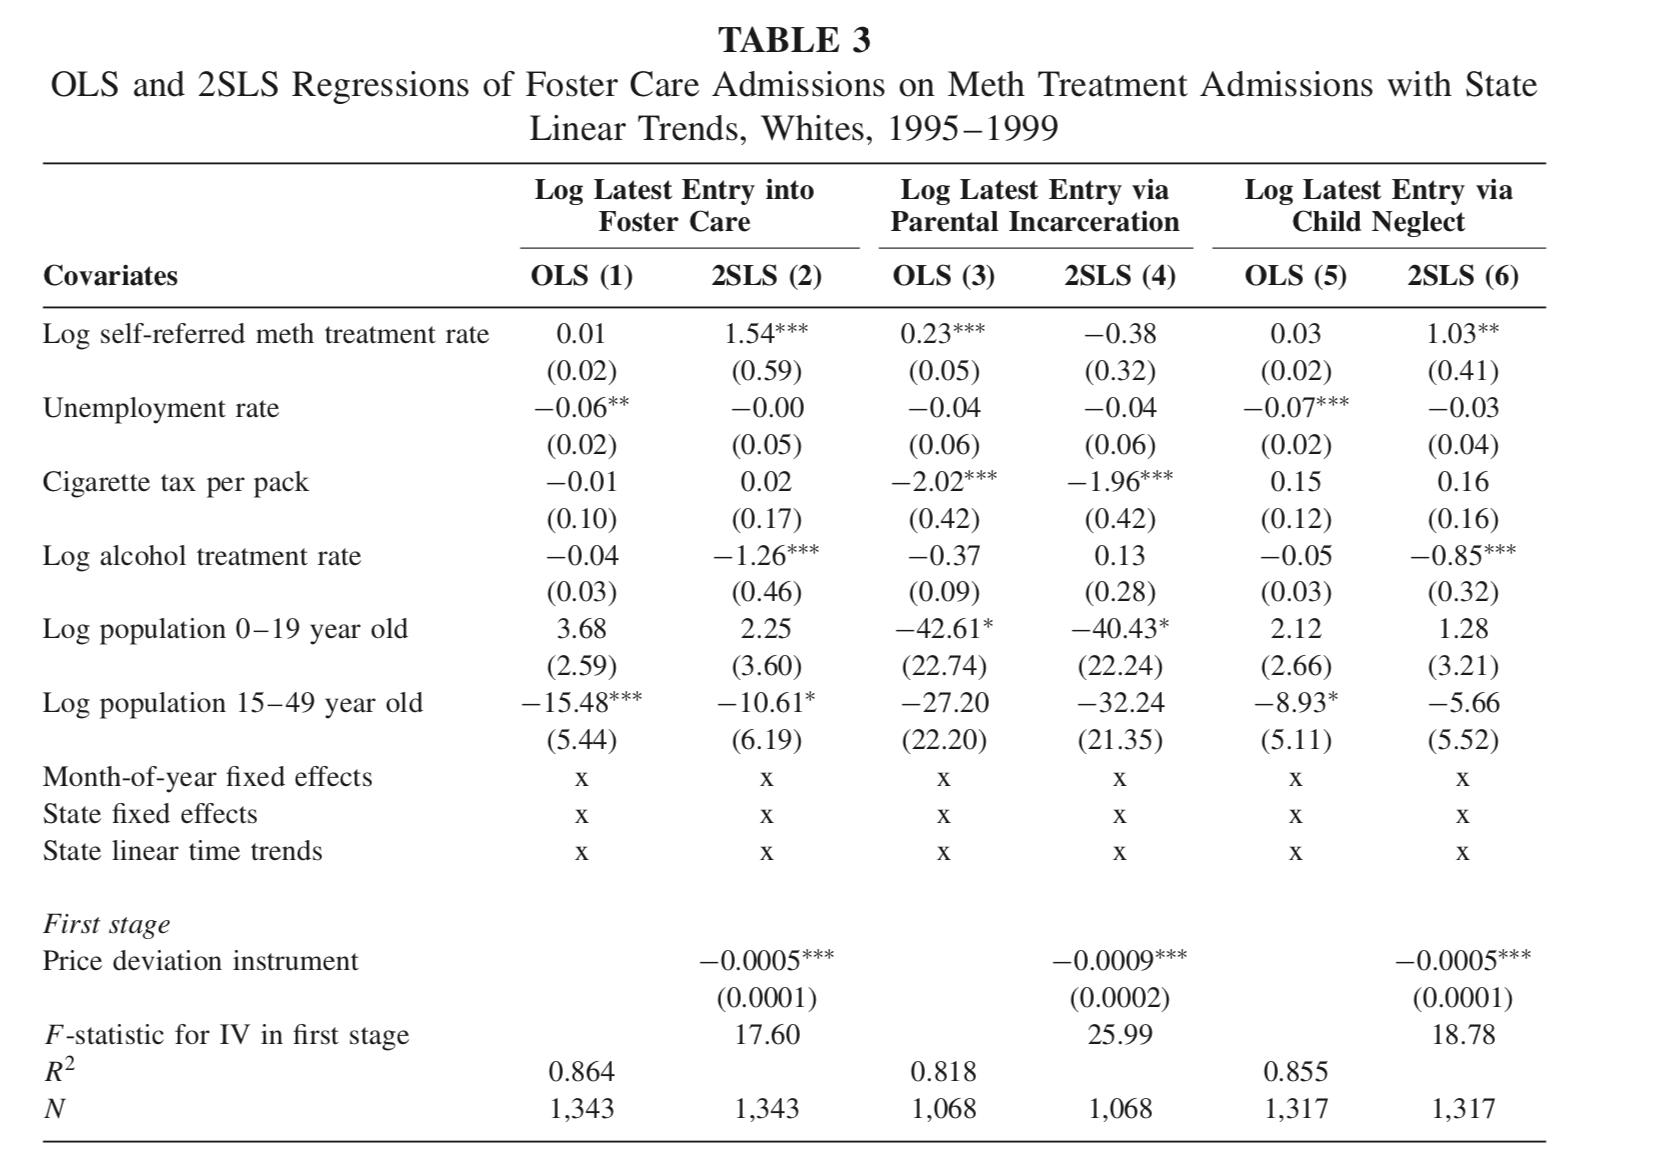 TABLE 3
OLS and 2SLS Regressions of Foster Care Admissions on Meth Treatment Admissions with State
Linear Trends, Whites, 1995–1999
Log Latest Entry into Log Latest Entry via Log Latest Entry via
Foster Care Parental Incarceration Child Neglect
Covariates OLS (1) 2SLS (2) OLS (3) 2SLS (4) OLS (5) 2SLS (6)
Log self-referred meth treatment rate 0.01 1.54*** 0.23*** −0.38 0.03 1.03**
(0.02) (0.59) (0.05) (0.32) (0.02) (0.41)
Unemployment rate −0.06** −0.00 −0.04 −0.04 −0.07*** −0.03
(0.02) (0.05) (0.06) (0.06) (0.02) (0.04)
Cigarette tax per pack −0.01 0.02 −2.02*** −1.96*** 0.15 0.16
(0.10) (0.17) (0.42) (0.42) (0.12) (0.16)
Log alcohol treatment rate −0.04 −1.26*** −0.37 0.13 −0.05 −0.85***
(0.03) (0.46) (0.09) (0.28) (0.03) (0.32)
Log population 0–19 year old 3.68 2.25 −42.61* −40.43* 2.12 1.28
(2.59) (3.60) (22.74) (22.24) (2.66) (3.21)
Log population 15–49 year old −15.48*** −10.61* −27.20 −32.24 −8.93* −5.66
(5.44) (6.19) (22.20) (21.35) (5.11) (5.52)
Month-of-year fixed effects x x x x x x
State fixed effects x x x x x x
State linear time trends x x x x x x
First stage
Price deviation instrument −0.0005*** −0.0009*** −0.0005***
(0.0001) (0.0002) (0.0001)
F-statistic for IV in first stage 17.60 25.99 18.78
R² 0.864 0.818 0.855
N 1,343 1,343 1,068 1,068 1,317 1,317